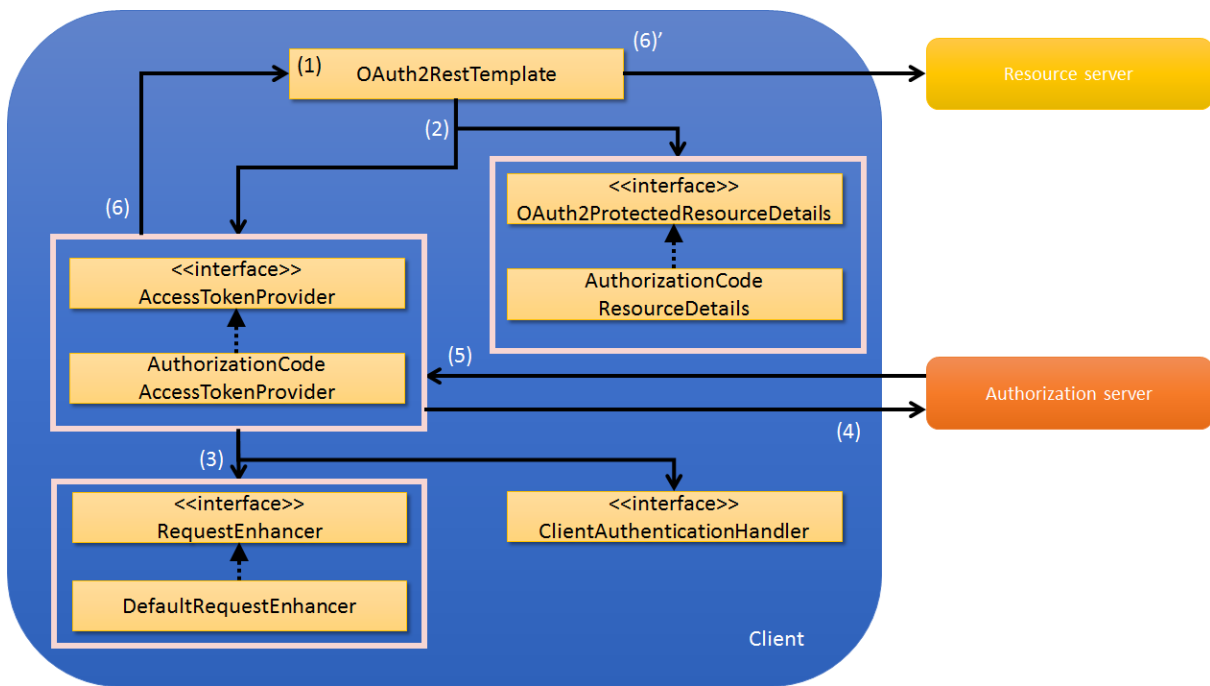 (6)’
(1)
OAuth2RestTemplate
Resource server
(2)
<<interface>>
OAuth2ProtectedResourceDetails
(6)
<<interface>>
AccessTokenProvider
AuthorizationCode
ResourceDetails
AuthorizationCode
AccessTokenProvider
(5)
Authorization server
(4)
(3)
<<interface>>
RequestEnhancer
<<interface>>
ClientAuthenticationHandler
DefaultRequestEnhancer
Client